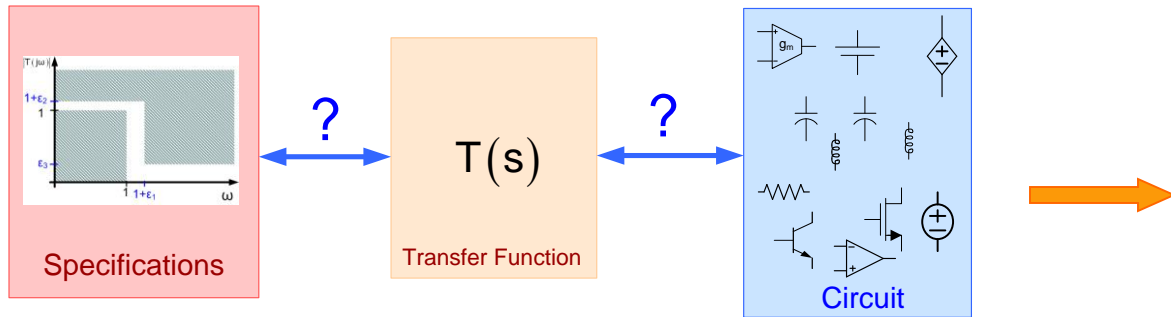 |T(jω)|
1+ε₂
1
ε₃
1
1+ε₁
ω
Specifications
?
T(s)
Transfer Function
?
gₘ
Circuit